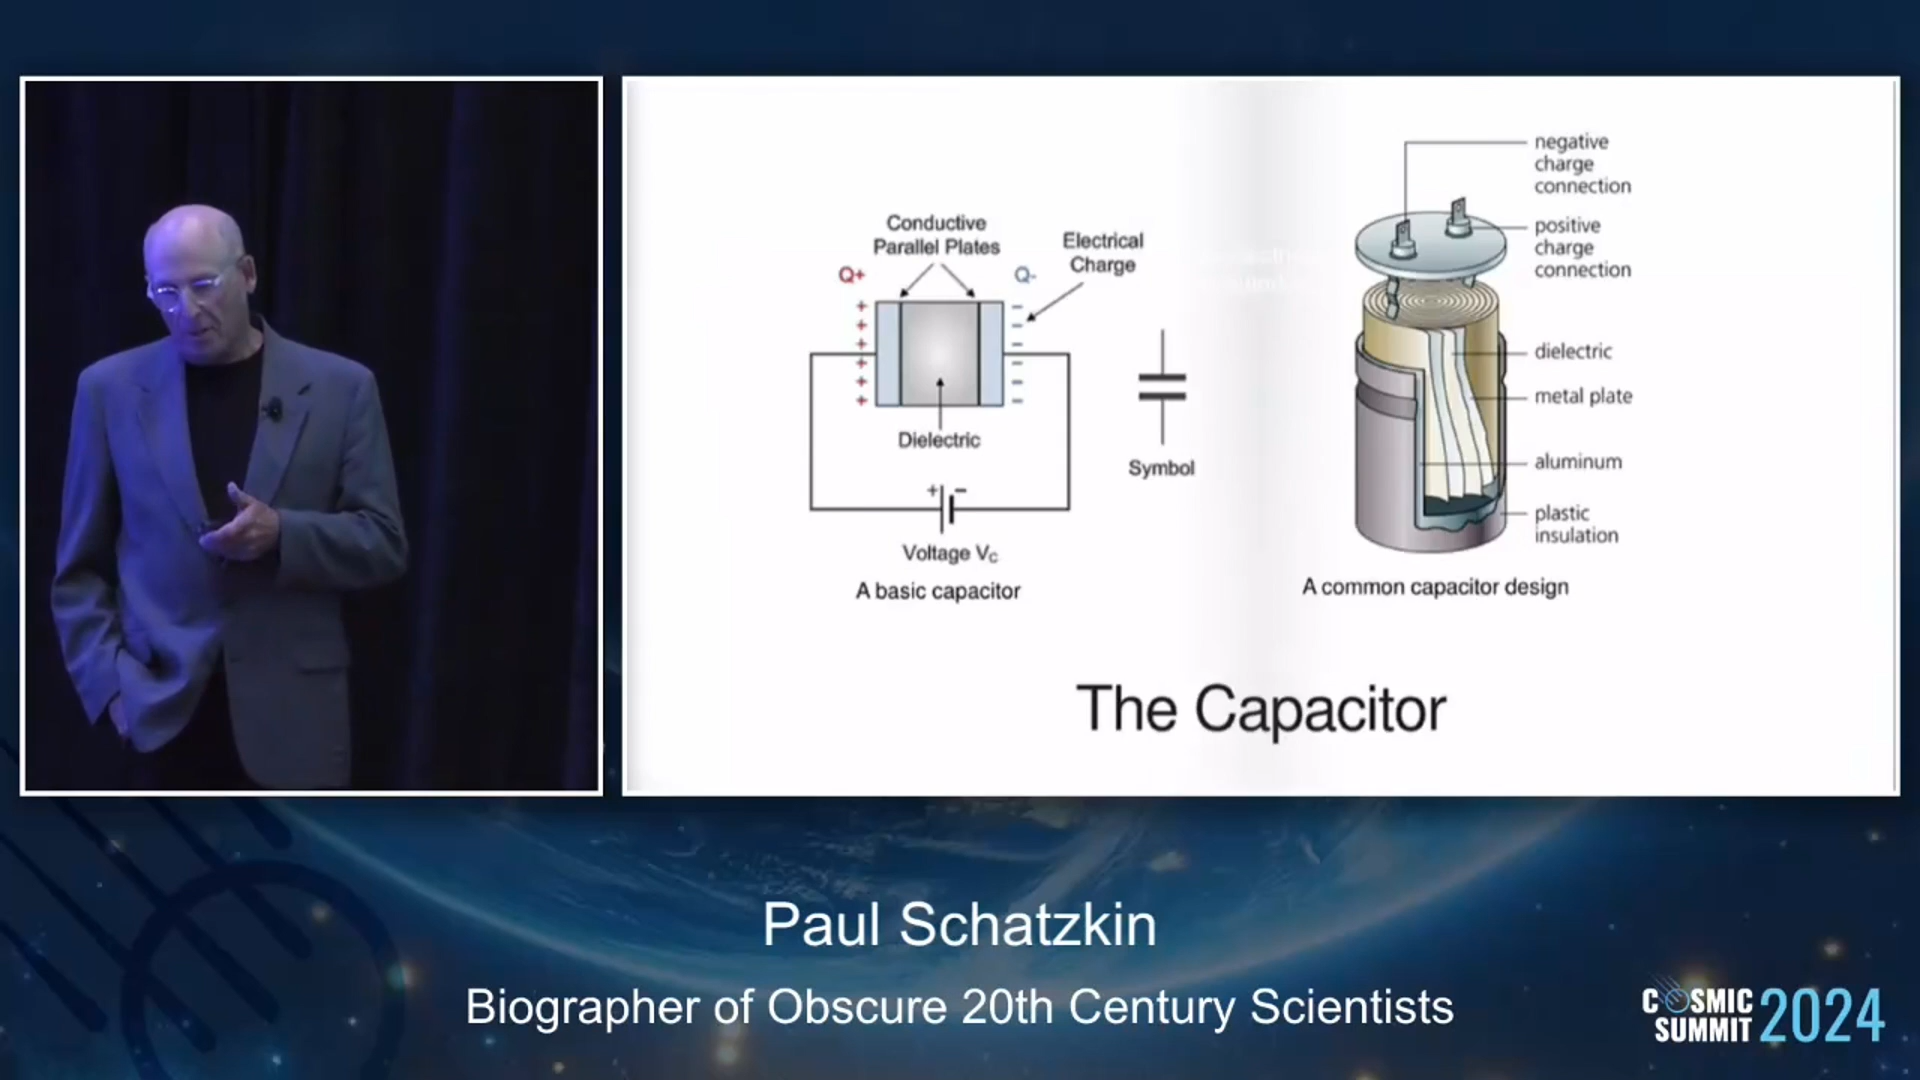 negative
charge
connection
positive
charge
connection
Conductive
Parallel Plates
Electrical
Charge
Q+
Q-
+
+
+
+
+
+
−
−
−
−
−
−
dielectric
metal plate
Dielectric
Symbol
aluminum
+
−
plastic
insulation
Voltage VC
A basic capacitor
A common capacitor design
The Capacitor
Paul Schatzkin
Biographer of Obscure 20th Century Scientists
COSMIC
SUMMIT 2024